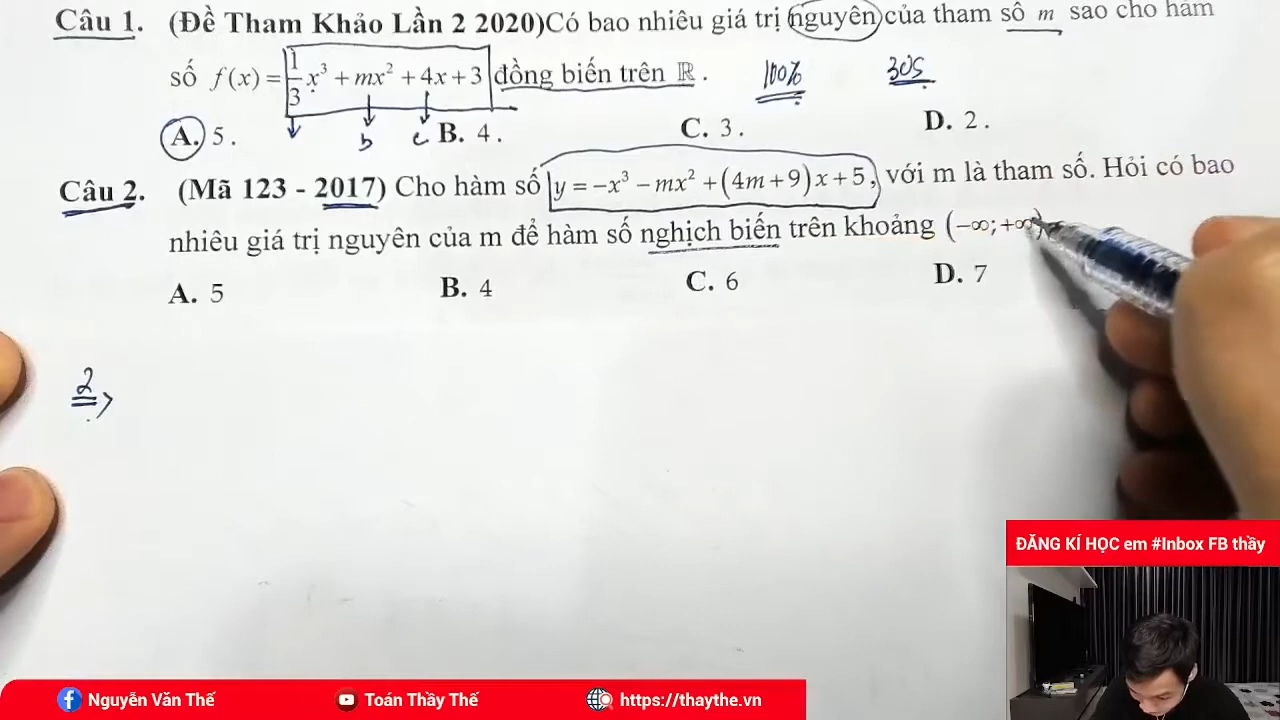 Câu 1. (Đề Tham Khảo Lần 2 2020)Có bao nhiêu giá trị nguyên của tham số m sao cho hàm
số f(x) = 1/3 x³ + mx² + 4x + 3 đồng biến trên ℝ . 100% 30s
A. 5 . B. 4 . C. 3 . D. 2 .
b c
Câu 2. (Mã 123 - 2017) Cho hàm số y = −x³ − mx² + (4m + 9)x + 5, với m là tham số. Hỏi có bao
nhiêu giá trị nguyên của m để hàm số nghịch biến trên khoảng (−∞; +∞)
A. 5 B. 4 C. 6 D. 7
2
ĐĂNG KÍ HỌC em #Inbox FB thầy
Nguyễn Văn Thế Toán Thầy Thế https://thaythe.vn